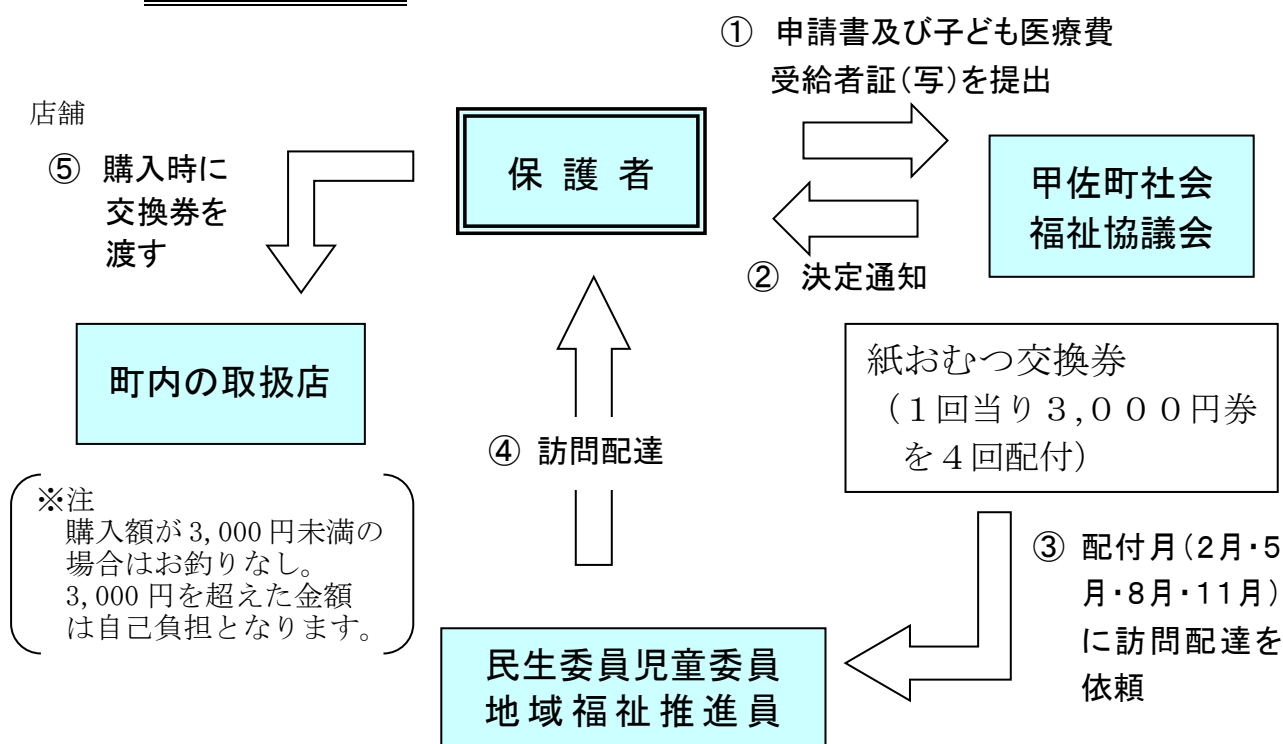 ① 申請書及び子ども医療費
受給者証(写)を提出
店舗
保 護 者
⑤ 購入時に
交換券を
渡す
甲佐町社会
福祉協議会
② 決定通知
町内の取扱店
紙おむつ交換券
（１回当り３,０００円券
を４回配付）
④ 訪問配達
※注
購入額が3,000円未満の
場合はお釣りなし。
3,000円を超えた金額
は自己負担となります。
③ 配付月(2月・5
月・8月・11月)
に訪問配達を
依頼
民生委員児童委員
地域福祉推進員